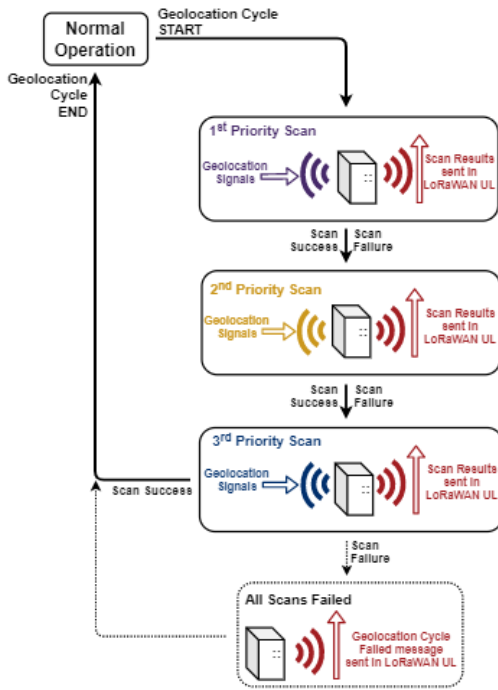 Normal
Operation
Geolocation Cycle
START
Geolocation
Cycle
END
1st Priority Scan
Geolocation
Signals
Scan Results
sent in
LoRaWAN UL
Scan
Success
Scan
Failure
2nd Priority Scan
Geolocation
Signals
Scan Results
sent in
LoRaWAN UL
Scan
Success
Scan
Failure
3rd Priority Scan
Geolocation
Signals
Scan Results
sent in
LoRaWAN UL
Scan Success
Scan
Failure
All Scans Failed
Geolocation Cycle
Failed message
sent in LoRaWAN UL